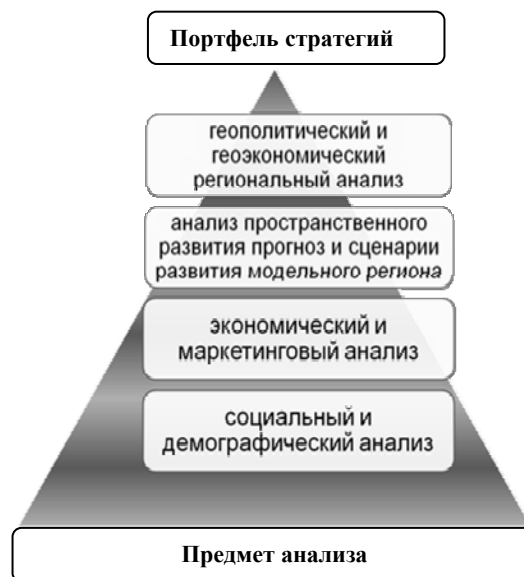 Портфель стратегий
геополитический и
геоэкономический
региональный анализ
анализ пространственного
развития прогноз и сценарии
развития модельного региона
экономический и
маркетинговый анализ
социальный и
демографический анализ
Предмет анализа